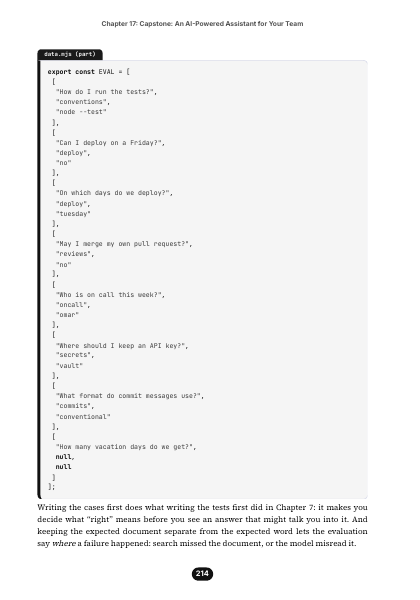 Chapter 17: Capstone: An AI-Powered Assistant for Your Team
data.mjs (part)
export const EVAL = [
[
"How do I run the tests?",
"conventions",
"node --test"
],
[
"Can I deploy on a Friday?",
"deploy",
"no"
],
[
"On which days do we deploy?",
"deploy",
"tuesday"
],
[
"May I merge my own pull request?",
"reviews",
"no"
],
[
"Who is on call this week?",
"oncall",
"omar"
],
[
"Where should I keep an API key?",
"secrets",
"vault"
],
[
"What format do commit messages use?",
"commits",
"conventional"
],
[
"How many vacation days do we get?",
null,
null
]
];
Writing the cases first does what writing the tests first did in Chapter 7: it makes you
decide what “right” means before you see an answer that might talk you into it. And
keeping the expected document separate from the expected word lets the evaluation
say where a failure happened: search missed the document, or the model misread it.
214